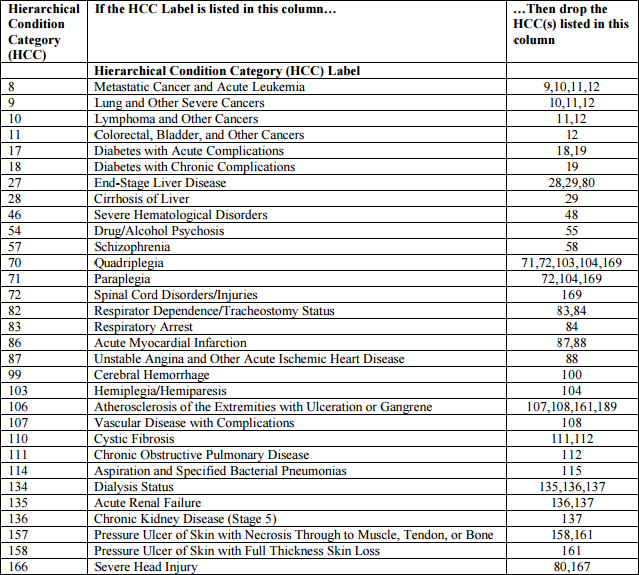 Hierarchical Condition Category (HCC) If the HCC Label is listed in this column… …Then drop the HCC(s) listed in this column
Hierarchical Condition Category (HCC) Label
8 Metastatic Cancer and Acute Leukemia 9,10,11,12
9 Lung and Other Severe Cancers 10,11,12
10 Lymphoma and Other Cancers 11,12
11 Colorectal, Bladder, and Other Cancers 12
17 Diabetes with Acute Complications 18,19
18 Diabetes with Chronic Complications 19
27 End-Stage Liver Disease 28,29,80
28 Cirrhosis of Liver 29
46 Severe Hematological Disorders 48
54 Drug/Alcohol Psychosis 55
57 Schizophrenia 58
70 Quadriplegia 71,72,103,104,169
71 Paraplegia 72,104,169
72 Spinal Cord Disorders/Injuries 169
82 Respirator Dependence/Tracheostomy Status 83,84
83 Respiratory Arrest 84
86 Acute Myocardial Infarction 87,88
87 Unstable Angina and Other Acute Ischemic Heart Disease 88
99 Cerebral Hemorrhage 100
103 Hemiplegia/Hemiparesis 104
106 Atherosclerosis of the Extremities with Ulceration or Gangrene 107,108,161,189
107 Vascular Disease with Complications 108
110 Cystic Fibrosis 111,112
111 Chronic Obstructive Pulmonary Disease 112
114 Aspiration and Specified Bacterial Pneumonias 115
134 Dialysis Status 135,136,137
135 Acute Renal Failure 136,137
136 Chronic Kidney Disease (Stage 5) 137
157 Pressure Ulcer of Skin with Necrosis Through to Muscle, Tendon, or Bone 158,161
158 Pressure Ulcer of Skin with Full Thickness Skin Loss 161
166 Severe Head Injury 80,167